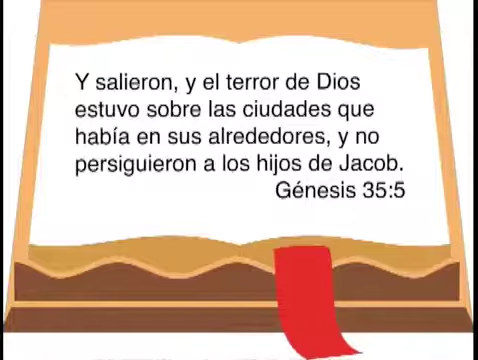 Y salieron, y el terror de Dios
estuvo sobre las ciudades que
había en sus alrededores, y no
persiguieron a los hijos de Jacob.
Génesis 35:5